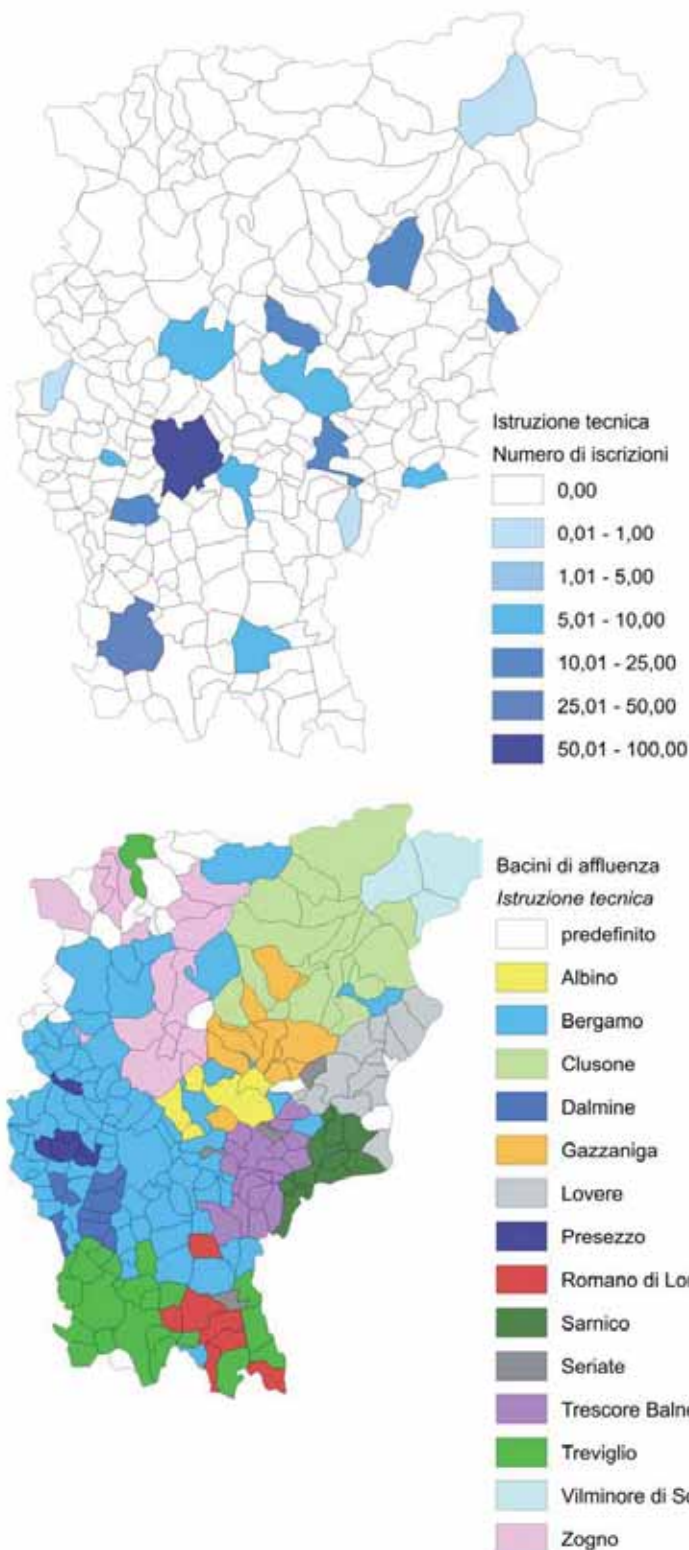 Istruzione tecnica
Numero di iscrizioni
0,00
0,01 - 1,00
1,01 - 5,00
5,01 - 10,00
10,01 - 25,00
25,01 - 50,00
50,01 - 100,00
Bacini di affluenza
Istruzione tecnica
predefinito
Albino
Bergamo
Clusone
Dalmine
Gazzaniga
Lovere
Presezzo
Romano di Lor
Sarnico
Seriate
Trescore Balne
Treviglio
Vilminore di Sc
Zogno